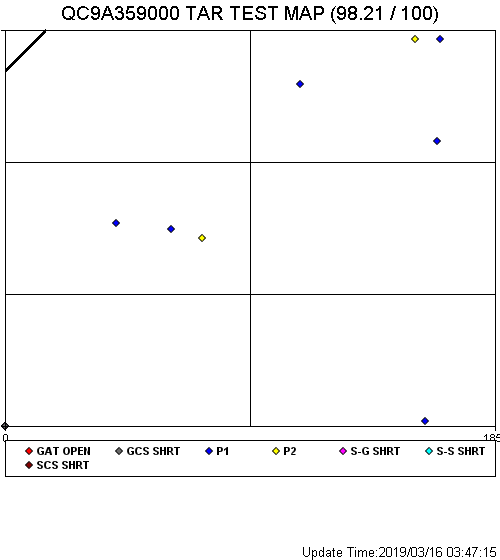 QC9A359000 TAR TEST MAP (98.21 / 100)
0 185
GAT OPEN GCS SHRT P1 P2 S-G SHRT S-S SHRT
SCS SHRT
Update Time:2019/03/16 03:47:15